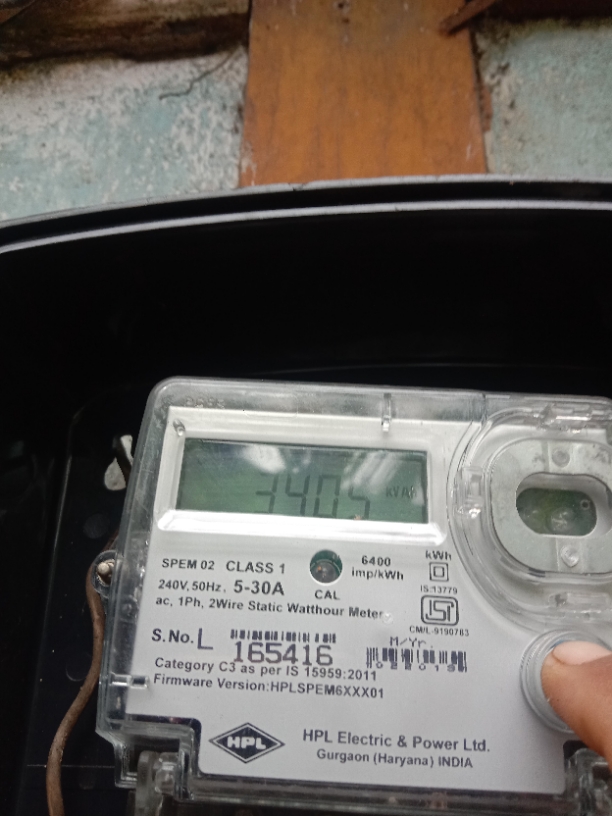 3405
SPEM 02 CLASS 1
6400
imp/kWh
kWh
240V, 50Hz, 5-30A
CAL
IS:13779
ac, 1Ph, 2Wire Static Watthour Meter
CM/L-9190783
S.No. L 165416
M/Yr.
Category C3 as per IS 15959:2011
Firmware Version:HPLSPEM6XXX01
HPL
HPL Electric & Power Ltd.
Gurgaon (Haryana) INDIA